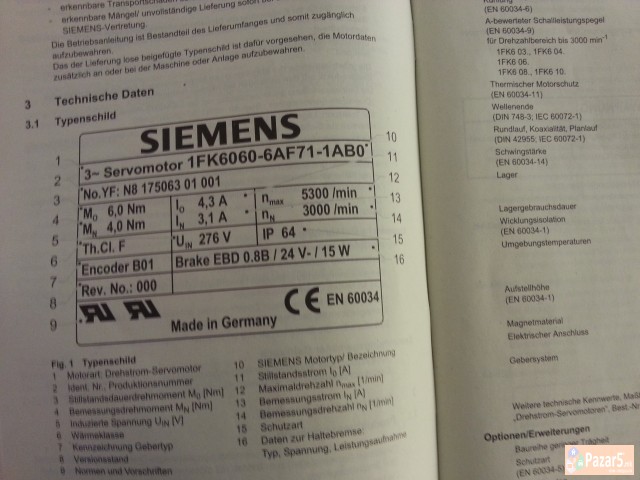 - erkennbare Transportschäden
- erkennbare Mängel/ unvollständige Lieferung sofort bei
SIEMENS-Vertretung.
Die Betriebsanleitung ist Bestandteil des Lieferumfanges und somit zugänglich
aufzubewahren.
Das der Lieferung lose beigefügte Typenschild ist dafür vorgesehen, die Motordaten
zusätzlich an oder bei der Maschine oder Anlage aufzubewahren.
3 Technische Daten
3.1 Typenschild
SIEMENS
3~ Servomotor 1FK6060-6AF71-1AB0
No.YF: N8 175063 01 001
M0 6,0 Nm I0 4,3 A nmax 5300 /min
MN 4,0 Nm IN 3,1 A nN 3000 /min
Th.Cl. F UIN 276 V IP 64
Encoder B01 Brake EBD 0.8B / 24 V- / 15 W
Rev. No.: 000
CE EN 60034
Made in Germany
1
2
3
4
5
6
7
8
9
10
11
12
13
14
15
16
Fig. 1 Typenschild
1 Motorart: Drehstrom-Servomotor
2 Ident. Nr., Produktionsnummer
3 Stillstandsdauerdrehmoment M0 [Nm]
4 Bemessungsdrehmoment MN [Nm]
5 Induzierte Spannung UIN [V]
6 Wärmeklasse
7 Kennzeichnung Gebertyp
8 Versionsstand
9 Normen und Vorschriften
10 SIEMENS Motortyp/ Bezeichnung
11 Stillstandsstrom I0 [A]
12 Maximaldrehzahl nmax [1/min]
13 Bemessungsstrom IN [A]
14 Bemessungsdrehzahl nN [1/min]
15 Schutzart
16 Daten zur Haltebremse:
Typ, Spannung, Leistungsaufnahme
(EN 60034-6)
A-bewerteter Schallleistungspegel
(EN 60034-9)
für Drehzahlbereich bis 3000 min-1
1FK6 03., 1FK6 04.
1FK6 06.
1FK6 08., 1FK6 10.
Thermischer Motorschutz
(EN 60034-11)
Wellenende
(DIN 748-3; IEC 60072-1)
Rundlauf, Koaxialität, Planlauf
(DIN 42955; IEC 60072-1)
Schwingstärke
(EN 60034-14)
Lager
Lagergebrauchsdauer
Wicklungsisolation
(EN 60034-1)
Umgebungstemperaturen
Aufstellhöhe
(EN 60034-1)
Magnetmaterial
Elektrischer Anschluss
Gebersystem
Weitere technische Kennwerte,
„Drehstrom-Servomotoren", Best.-Nr.
Optionen/Erweiterungen
Baureihe
Trägheit
Schutzart
(EN 60034-5)
Pazar5